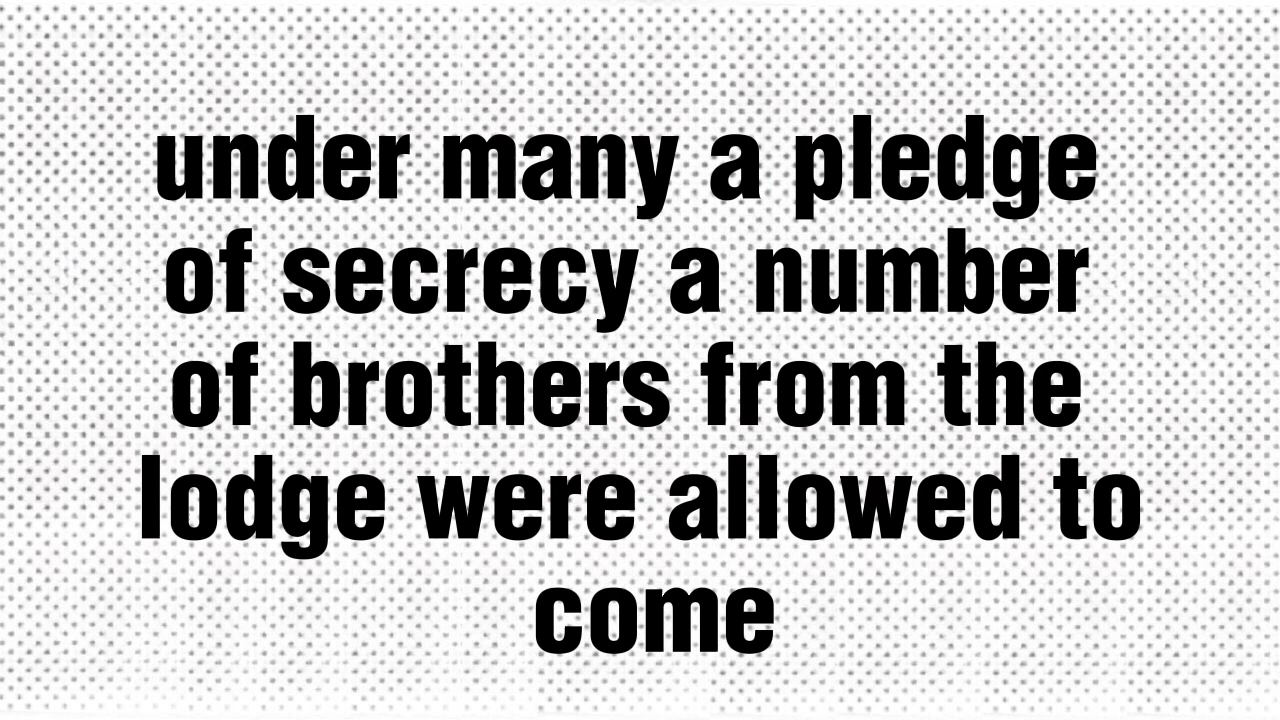 under many a pledge
of secrecy a number
of brothers from the
lodge were allowed to
come